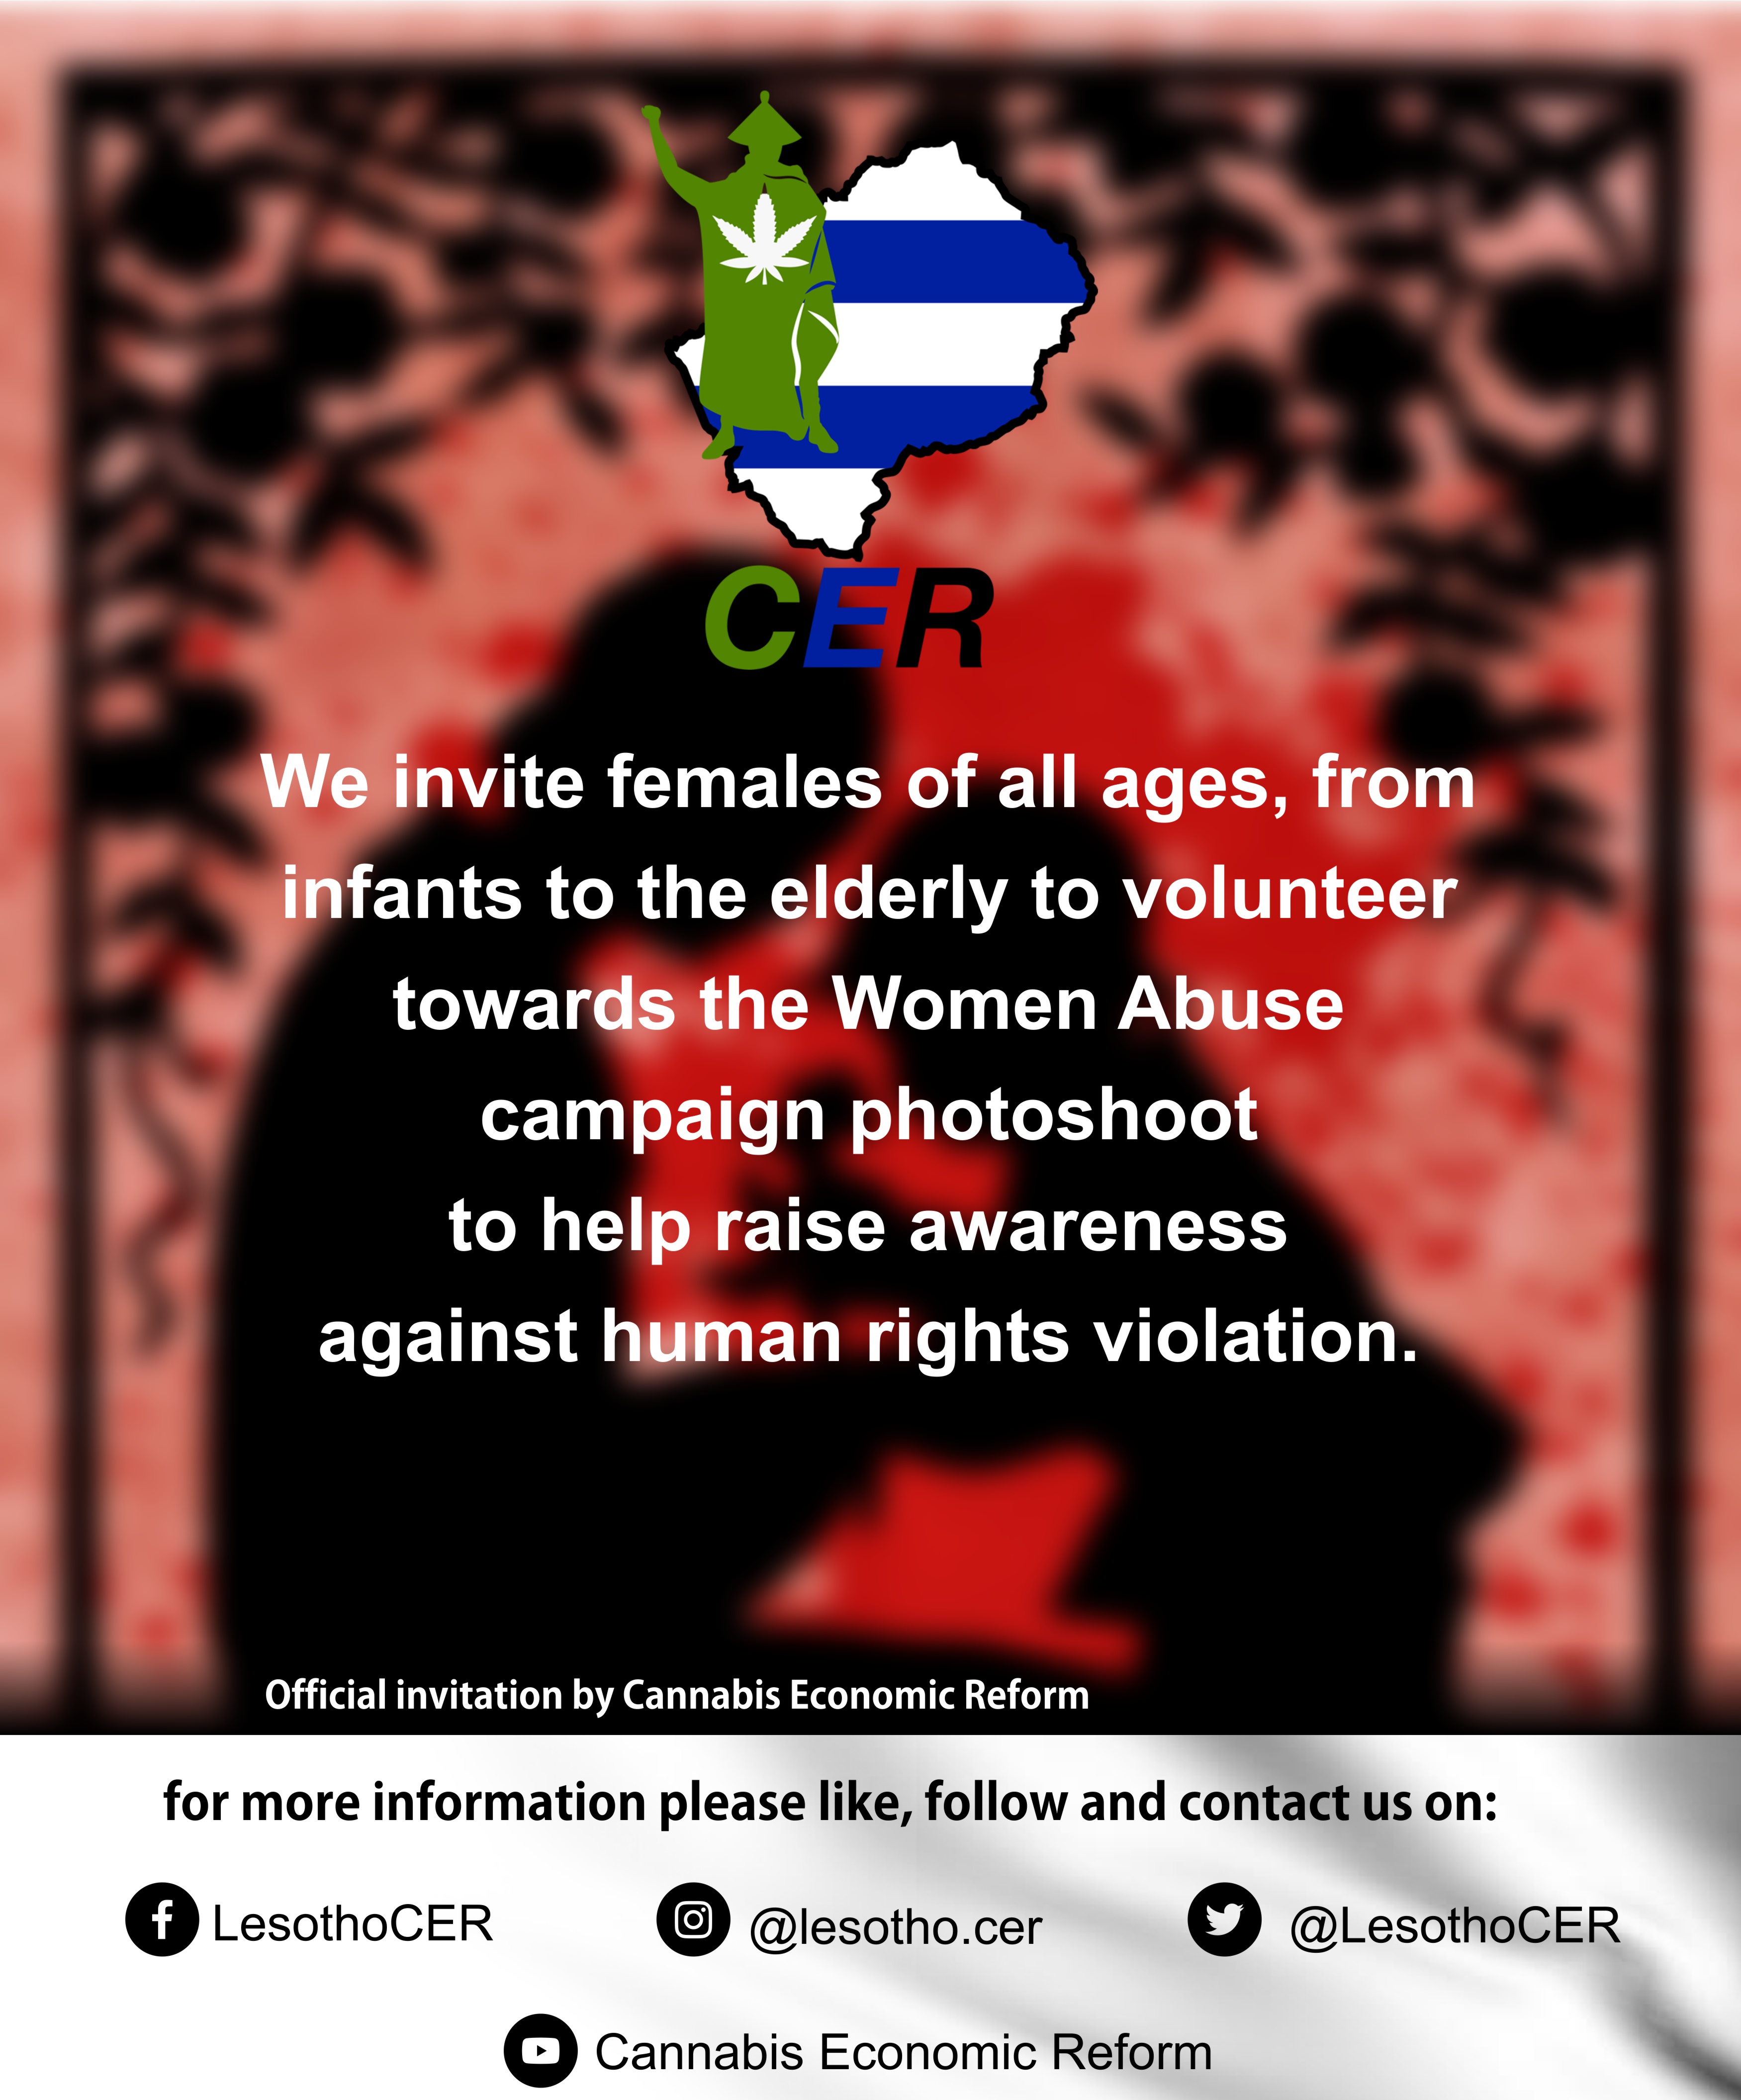 CER
We invite females of all ages, from
infants to the elderly to volunteer
towards the Women Abuse
campaign photoshoot
to help raise awareness
against human rights violation.
Official invitation by Cannabis Economic Reform
for more information please like, follow and contact us on:
LesothoCER @lesotho.cer @LesothoCER
Cannabis Economic Reform